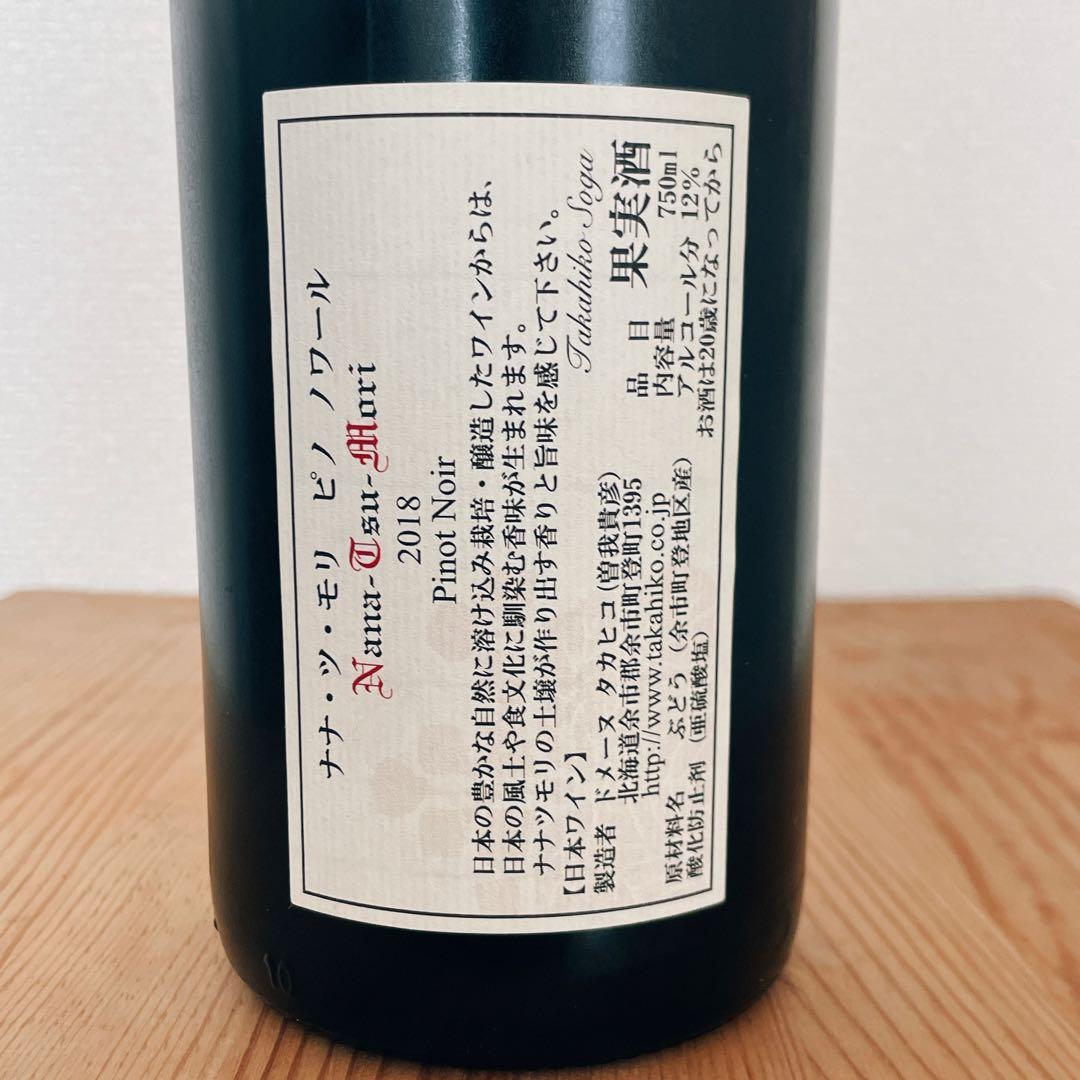 ナナ・ツ・モリ ピノ ノワール
Nana-Tsu-Mori
2018
Pinot Noir
日本の豊かな自然に溶け込み栽培・醸造したワインからは、
日本の風土や食文化に馴染む香味が生まれます。
ナナツモリの土壌が作り出す香りと旨味を感じて下さい。
Takahiko Soga
【日本ワイン】
製造者 ドメーヌ タカヒコ(曽我貴彦)
北海道余市郡余市町登町1395
http://www.takahiko.co.jp
原材料名 ぶどう (余市町登地区産)
酸化防止剤 (亜硫酸塩)
品目 果実酒
内容量 750ml
アルコール分 12%
お酒は20歳になってから
16